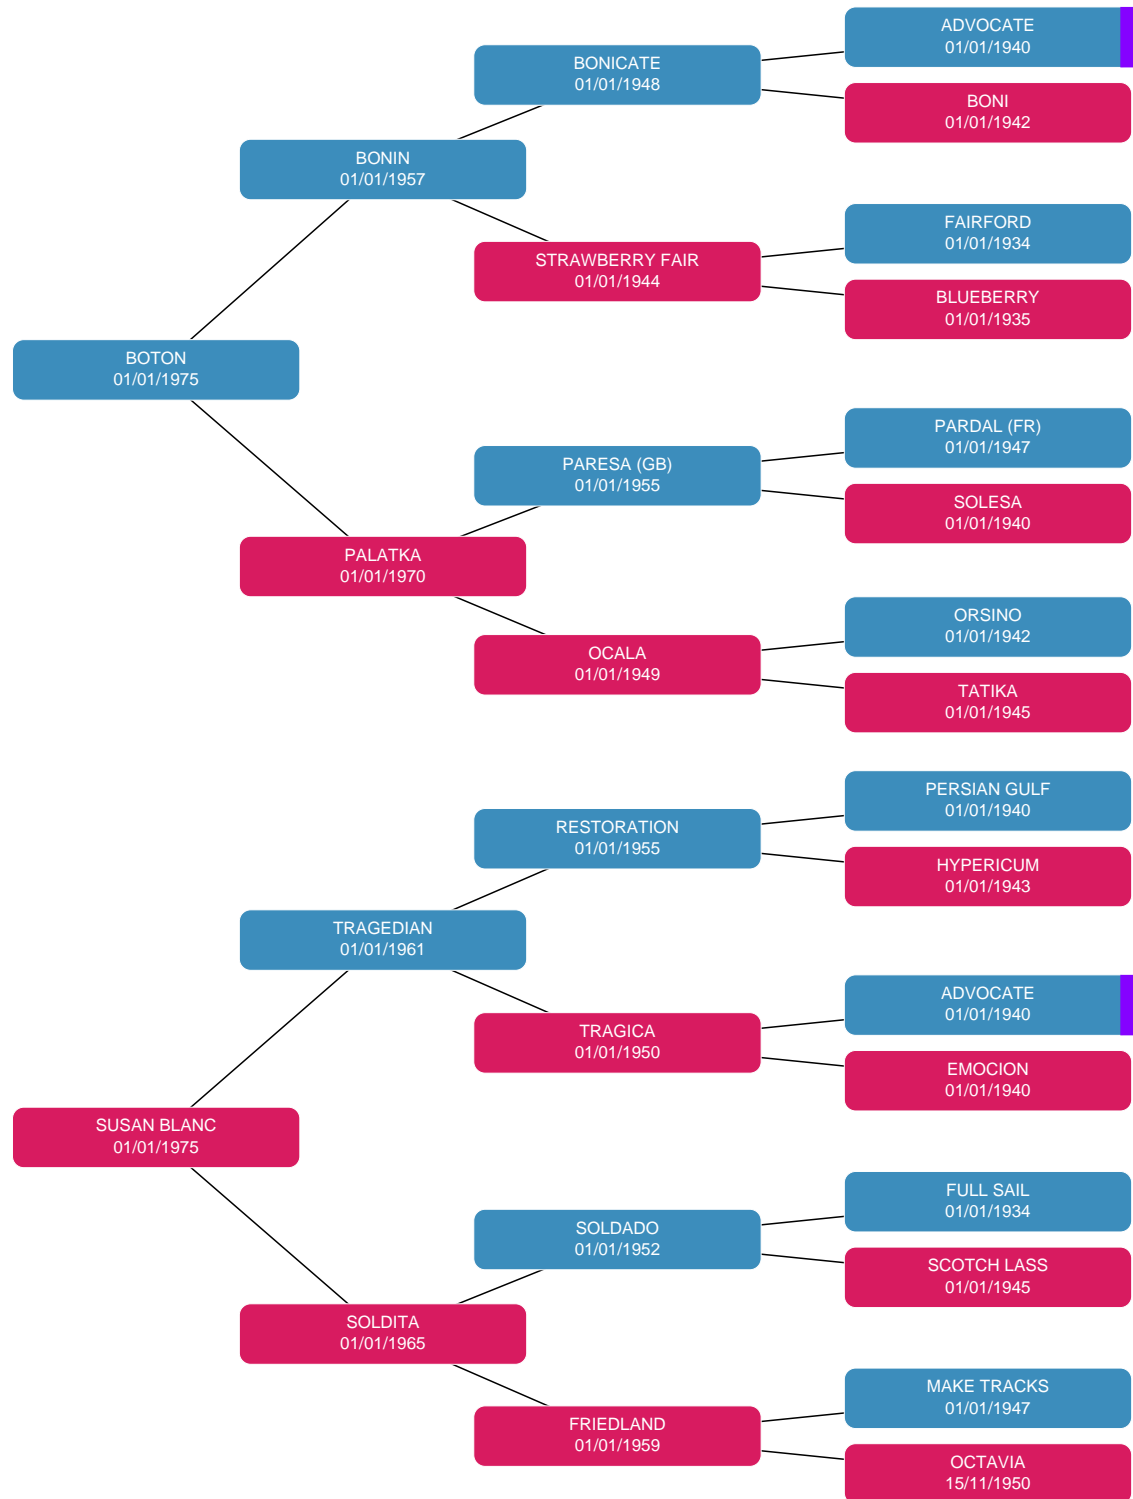 ADVOCATE
01/01/1940
BONICATE
01/01/1948
BONI
01/01/1942
BONIN
01/01/1957
FAIRFORD
01/01/1934
STRAWBERRY FAIR
01/01/1944
BLUEBERRY
01/01/1935
BOTON
01/01/1975
PARDAL (FR)
01/01/1947
PARESA (GB)
01/01/1955
SOLESA
01/01/1940
PALATKA
01/01/1970
ORSINO
01/01/1942
OCALA
01/01/1949
TATIKA
01/01/1945
PERSIAN GULF
01/01/1940
RESTORATION
01/01/1955
HYPERICUM
01/01/1943
TRAGEDIAN
01/01/1961
ADVOCATE
01/01/1940
TRAGICA
01/01/1950
EMOCION
01/01/1940
SUSAN BLANC
01/01/1975
FULL SAIL
01/01/1934
SOLDADO
01/01/1952
SCOTCH LASS
01/01/1945
SOLDITA
01/01/1965
MAKE TRACKS
01/01/1947
FRIEDLAND
01/01/1959
OCTAVIA
15/11/1950